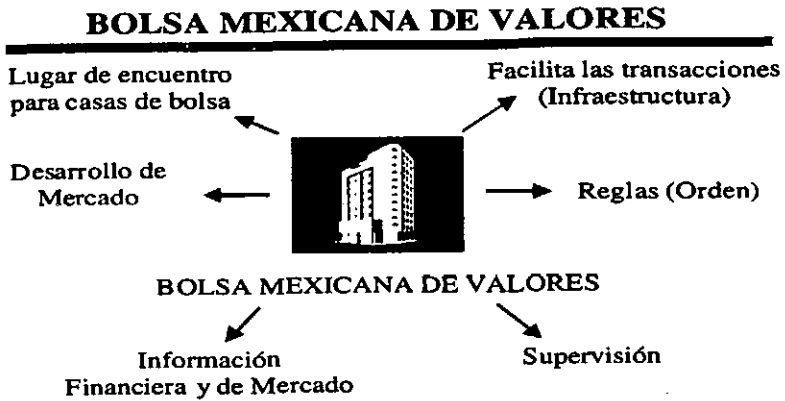 BOLSA MEXICANA DE VALORES
Lugar de encuentro
para casas de bolsa
Facilita las transacciones
(Infraestructura)
Desarrollo de
Mercado
Reglas (Orden)
BOLSA MEXICANA DE VALORES
Información
Financiera y de Mercado
Supervisión